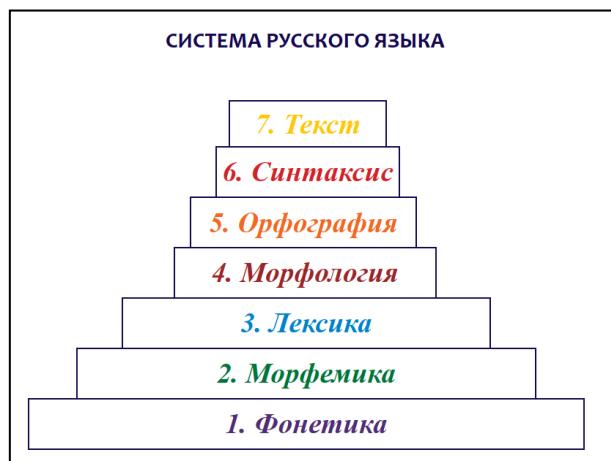 СИСТЕМА РУССКОГО ЯЗЫКА
7. Текст
6. Синтаксис
5. Орфография
4. Морфология
3. Лексика
2. Морфемика
1. Фонетика